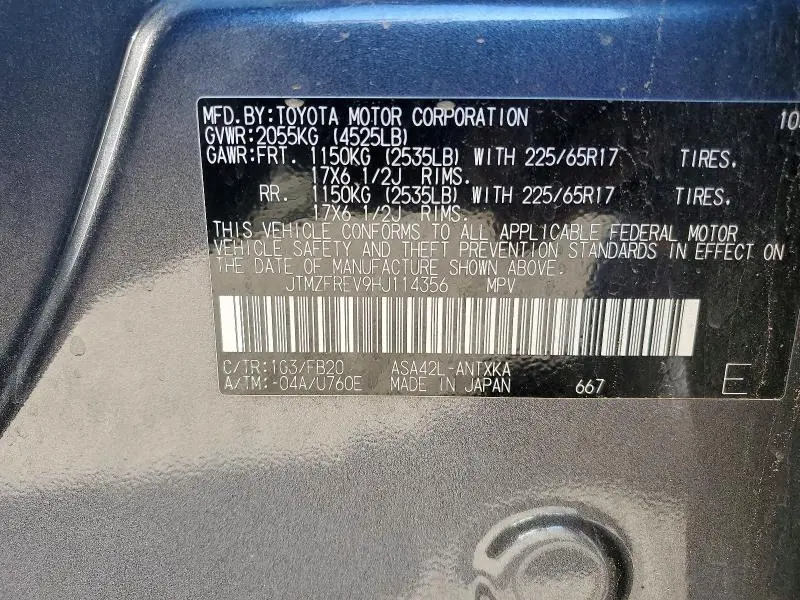 MFD.BY:TOYOTA MOTOR CORPORATION 10
GVWR:2055KG (4525LB)
GAWR:FRT. 1150KG (2535LB) WITH 225/65R17 TIRES.
17X6 1/2J RIMS.
RR. 1150KG (2535LB) WITH 225/65R17 TIRES.
17X6 1/2J RIMS.
THIS VEHICLE CONFORMS TO ALL APPLICABLE FEDERAL MOTOR
VEHICLE SAFETY AND THEFT PREVENTION STANDARDS IN EFFECT ON
THE DATE OF MANUFACTURE SHOWN ABOVE.
JTMZFREV9HJ114356 MPV
C/TR:1G3/FB20 ASA42L-ANTXKA
A/TM:-04A/U760E MADE IN JAPAN 667 E